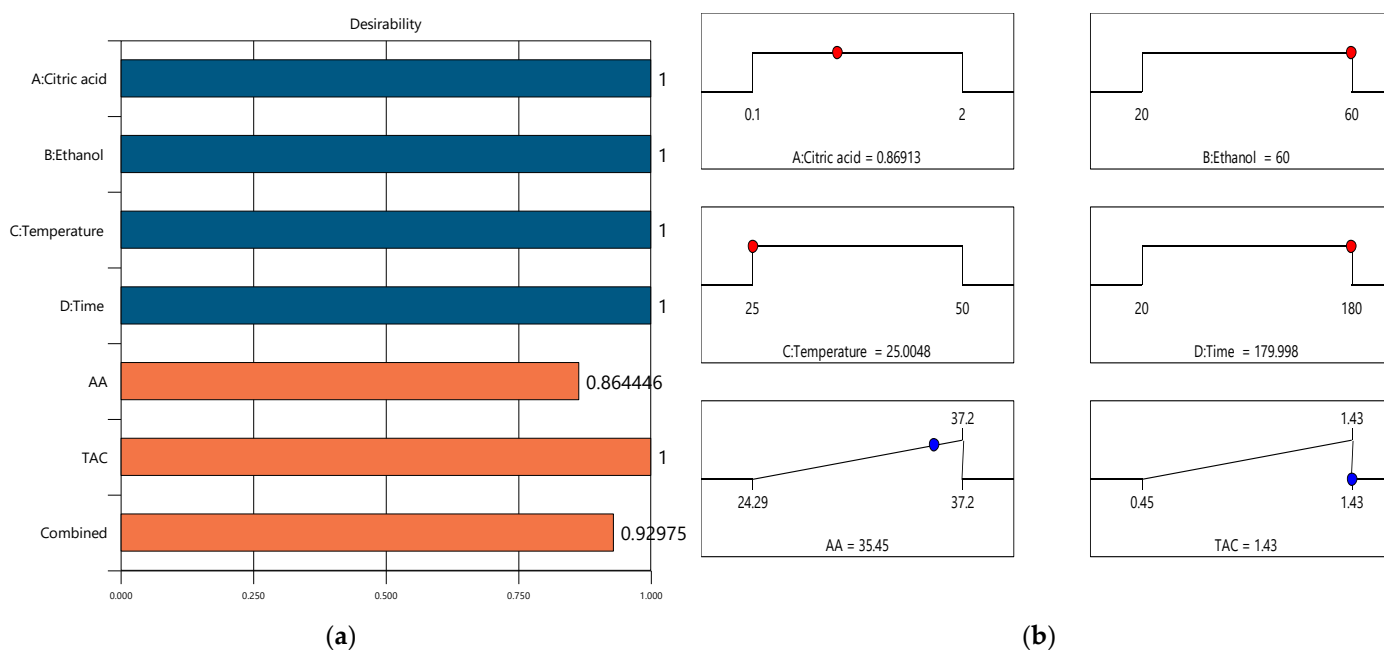 Desirability
A:Citric acid
1
B:Ethanol
1
C:Temperature
1
D:Time
1
AA
0.864446
TAC
1
Combined
0.92975
0.000 0.250 0.500 0.750 1.000
(a)
0.1 2
A:Citric acid = 0.86913
20 60
B:Ethanol = 60
25 50
C:Temperature = 25.0048
20 180
D:Time = 179.998
37.2
24.29 37.2
AA = 35.45
1.43
0.45 1.43
TAC = 1.43
(b)